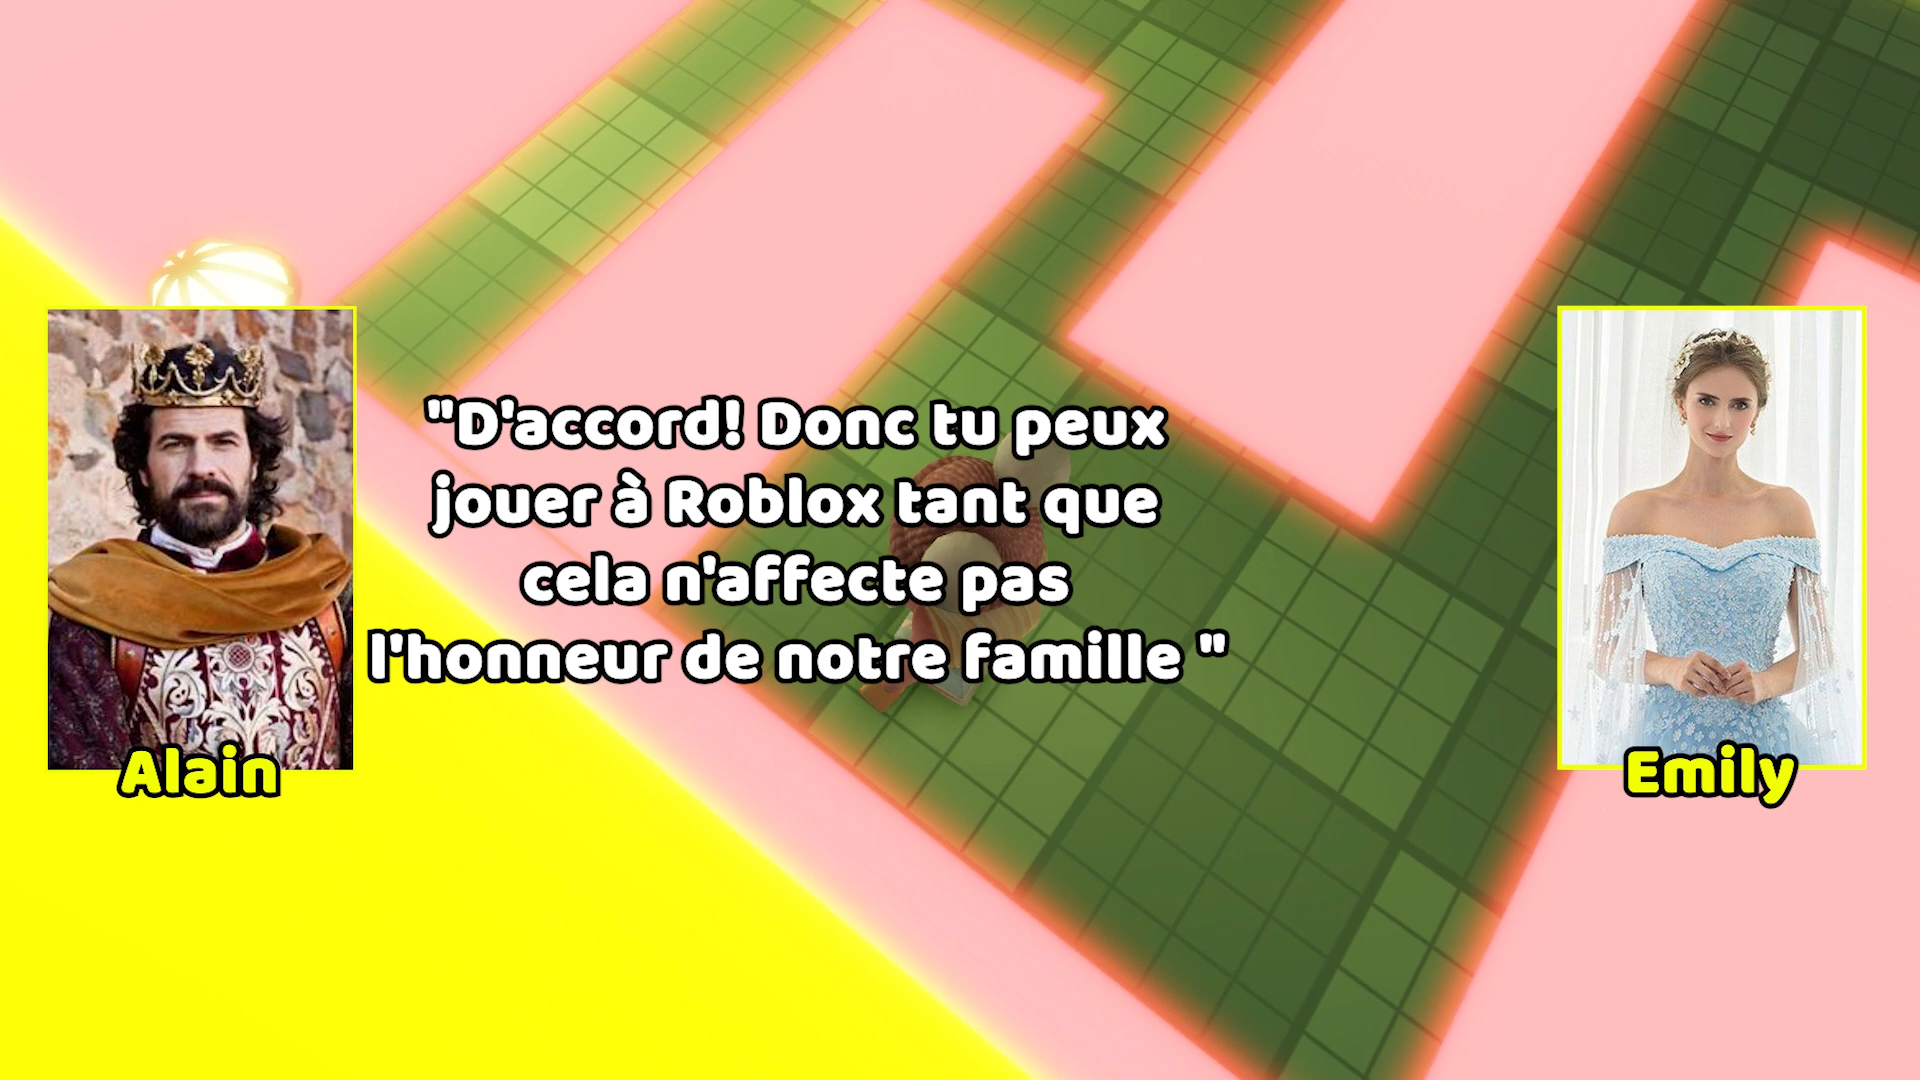 "D'accord! Donc tu peux
jouer à Roblox tant que
cela n'affecte pas
l'honneur de notre famille "
Alain
Emily